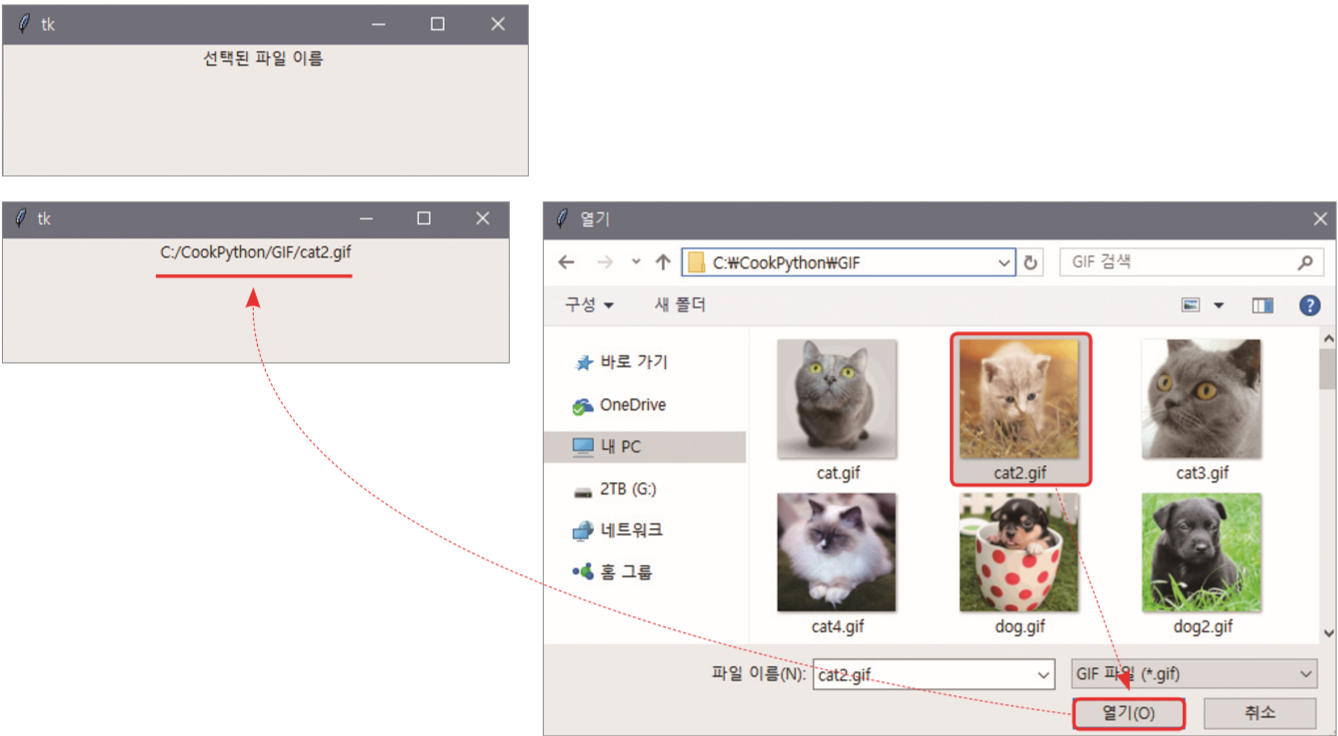 tk
선택된 파일 이름
tk
C:/CookPython/GIF/cat2.gif
열기
C:₩CookPython₩GIF
GIF 검색
구성
새 폴더
바로 가기
OneDrive
내 PC
2TB (G:)
네트워크
홈 그룹
cat.gif
cat2.gif
cat3.gif
cat4.gif
dog.gif
dog2.gif
파일 이름(N):
cat2.gif
GIF 파일 (*.gif)
열기(O)
취소